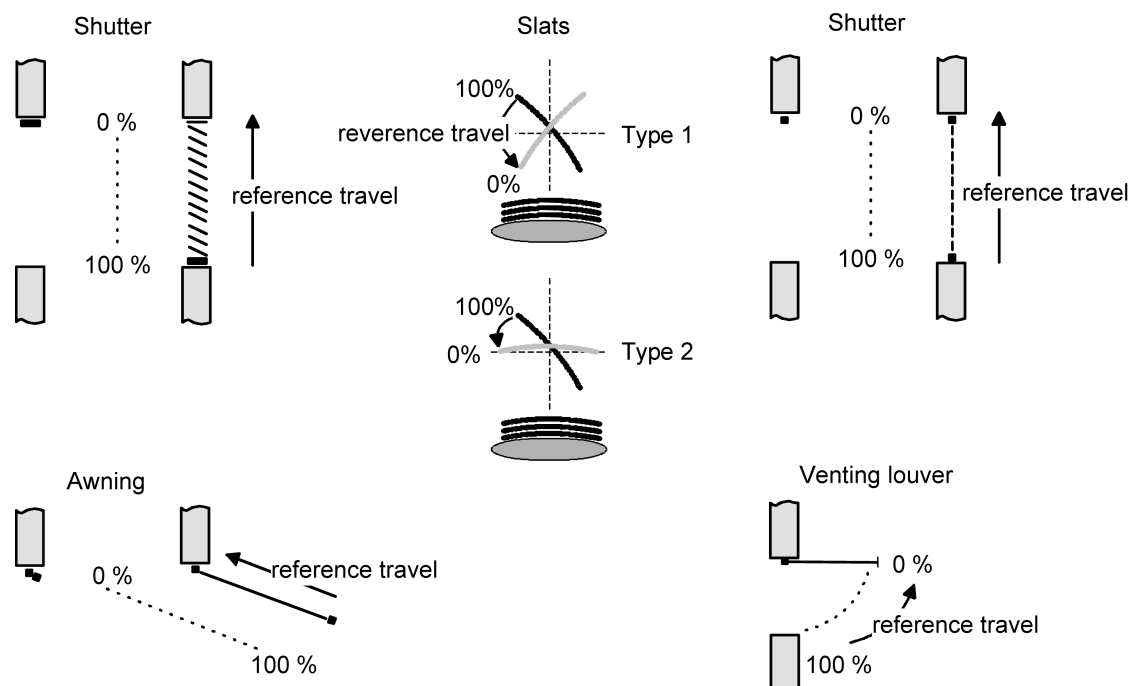 Shutter
0 %
100 %
reference travel
Slats
100%
reverence travel
0%
Type 1
100%
0%
Type 2
Shutter
0 %
100 %
reference travel
Awning
0 %
100 %
reference travel
Venting louver
0 %
reference travel
100 %